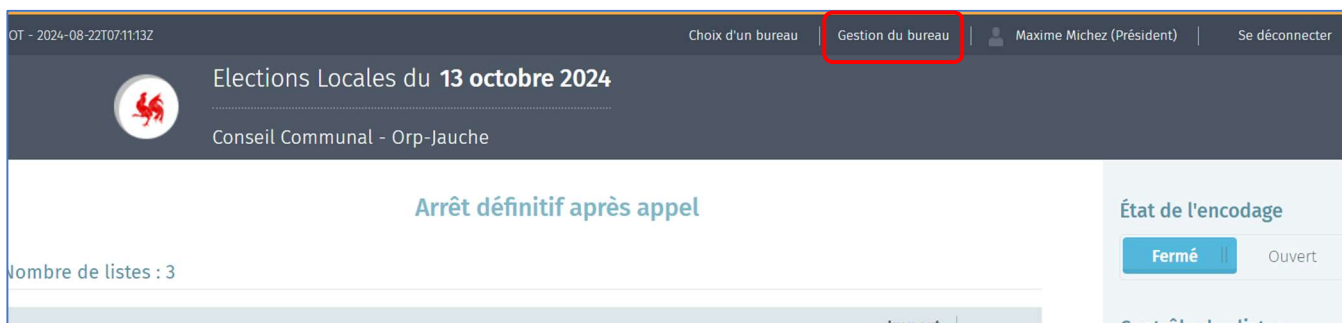 OT - 2024-08-22T07:11:13Z Choix d'un bureau Gestion du bureau Maxime Michez (Président) Se déconnecter
Elections Locales du 13 octobre 2024
Conseil Communal - Orp-Jauche
Arrêt définitif après appel
État de l'encodage
Fermé Ouvert
Nombre de listes : 3